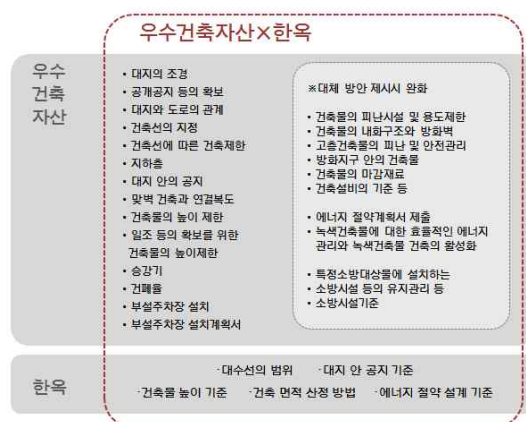 우수건축자산×한옥
우수
건축
자산
• 대지의 조경
• 공개공지 등의 확보
• 대지와 도로의 관계
• 건축선의 지정
• 건축선에 따른 건축제한
• 지하층
• 대지 안의 공지
• 맞벽 건축과 연결복도
• 건축물의 높이 제한
• 일조 등의 확보를 위한
건축물의 높이제한
• 승강기
• 건폐율
• 부설주차장 설치
• 부설주차장 설치계획서
※대체 방안 제시시 완화
• 건축물의 피난시설 및 용도제한
• 건축물의 내화구조와 방화벽
• 고층건축물의 피난 및 안전관리
• 방화지구 안의 건축물
• 건축물의 마감재료
• 건축설비의 기준 등
• 에너지 절약계획서 제출
• 녹색건축물에 대한 효율적인 에너지
관리와 녹색건축물 건축의 활성화
• 특정소방대상물에 설치하는
• 소방시설 등의 유지관리 등
• 소방시설기준
한옥
·대수선의 범위 ·대지 안 공지 기준
·건축물 높이 기준 ·건축 면적 산정 방법 ·에너지 절약 설계 기준